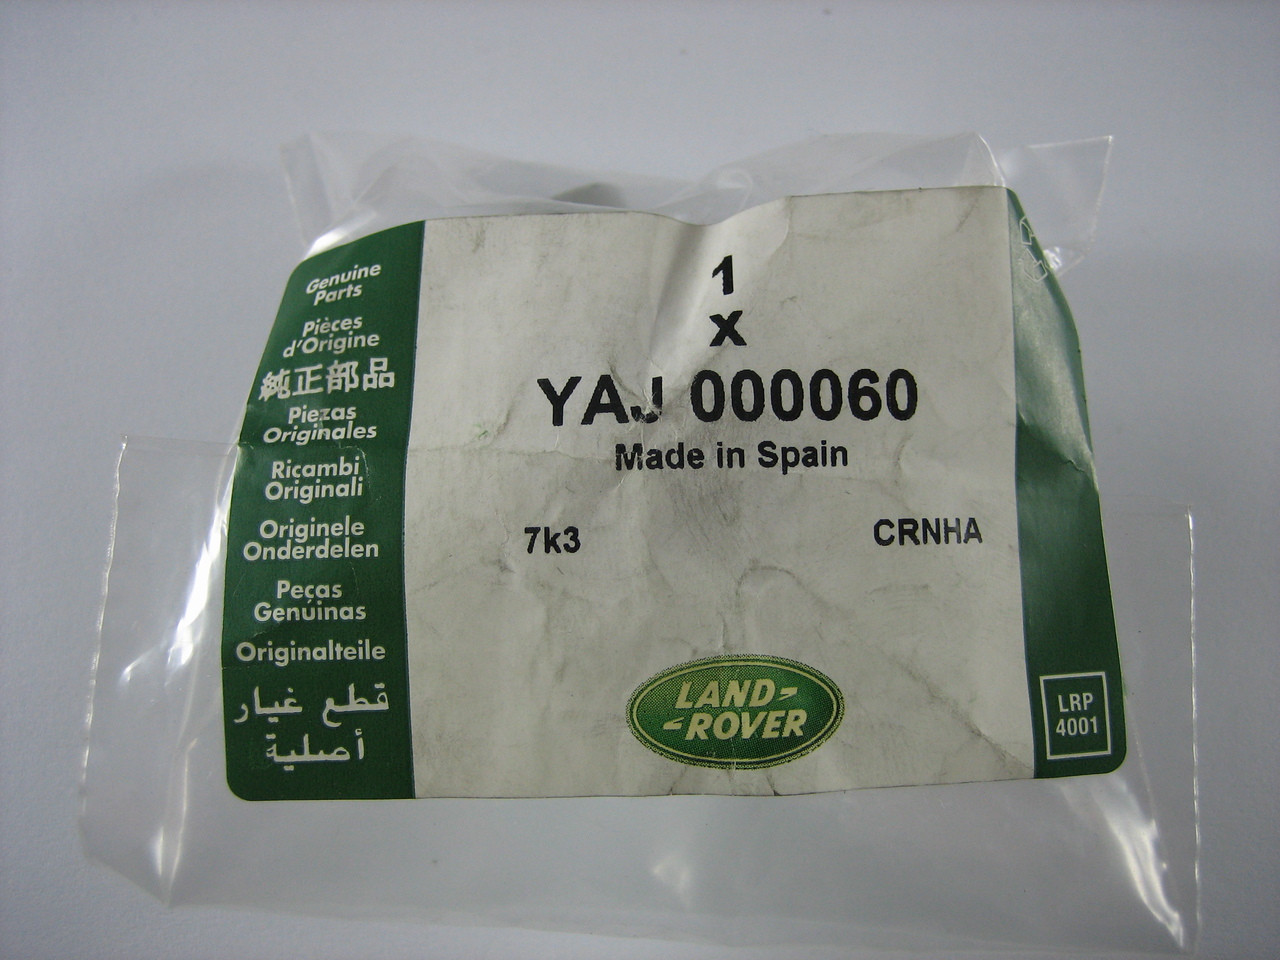 Genuine
Parts
Pièces
d'Origine
純正部品
Piezas
Originales
Ricambi
Originali
Originele
Onderdelen
Peças
Genúinas
Originalteile
قطع غيار
أصلية
1
x
YAJ 000060
Made in Spain
7k3
CRNHA
LAND-
-ROVER
LRP
4001